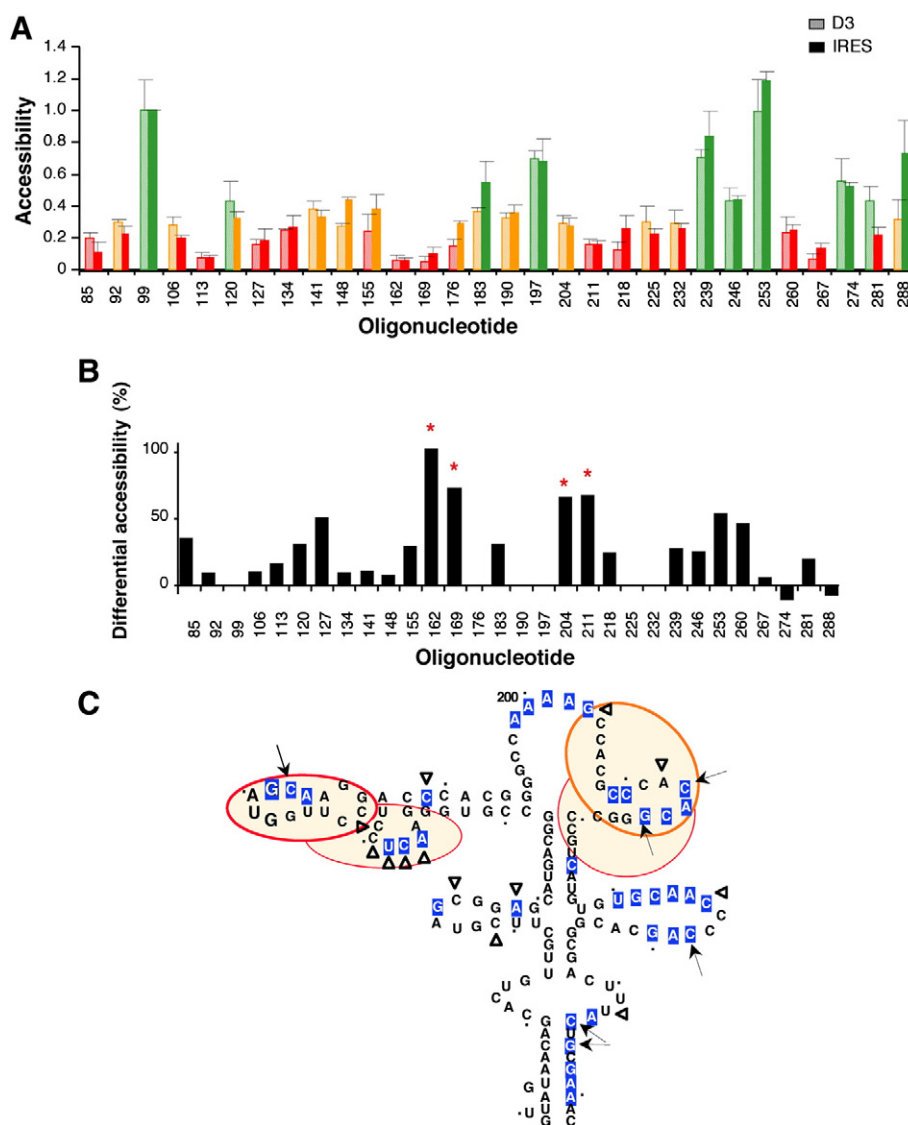 A
D3
IRES
Accessibility
1.4
1.2
1.0
0.8
0.6
0.4
0.2
0
85 92 99 106 113 120 127 134 141 148 155 162 169 176 183 190 197 204 211 218 225 232 239 246 253 260 267 274 281 288
Oligonucleotide
B
Differential accessibility (%)
100
50
0
* * * *
85 92 99 106 113 120 127 134 141 148 155 162 169 176 183 190 197 204 211 218 225 232 239 246 253 260 267 274 281 288
Oligonucleotide
C
200
A A A A G
C C A C G C C C A C A C G G G C
A G C A A G G A C G C C A C G C
U G G U U C C U G G G U G C
C U C A
G G A C G U A C
C C G U C A U G
G C G G A G U A U G C
U G C A A C C C C A G C A C G
U U G C
G C G G A
G U C A C
C U U U A
G A C A A U A U G
C U G C G A A A C
G U